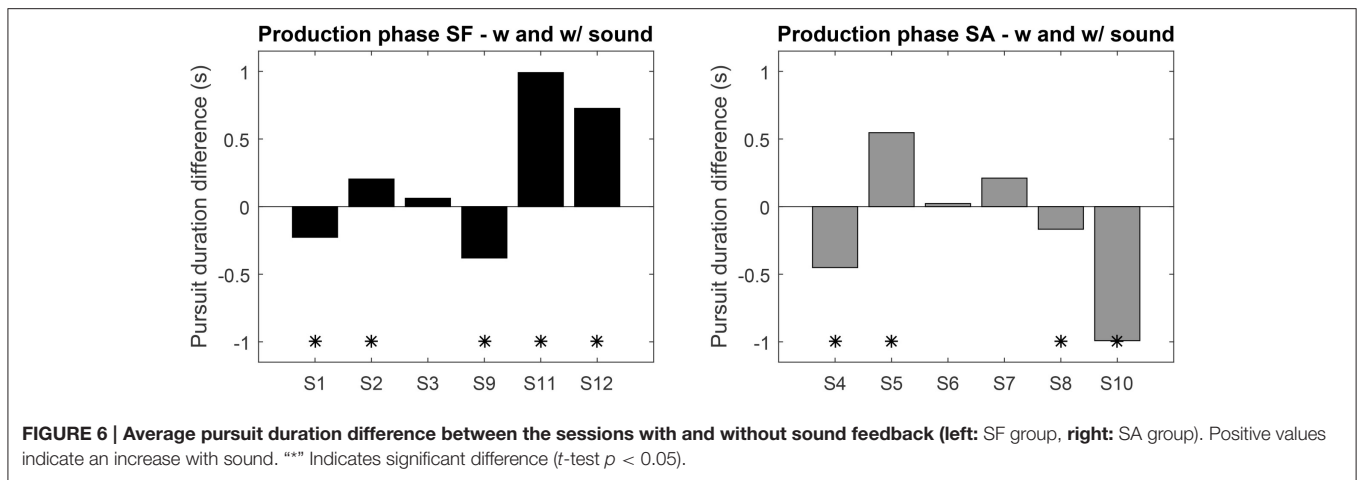 Production phase SF - w and w/ sound
Pursuit duration difference (s)
1
0.5
0
-0.5
-1
* * * * *
S1 S2 S3 S9 S11 S12
Production phase SA - w and w/ sound
Pursuit duration difference (s)
1
0.5
0
-0.5
-1
* * * *
S4 S5 S6 S7 S8 S10
FIGURE 6 | Average pursuit duration difference between the sessions with and without sound feedback (left: SF group, right: SA group). Positive values
indicate an increase with sound. “*” Indicates significant difference (t-test p < 0.05).